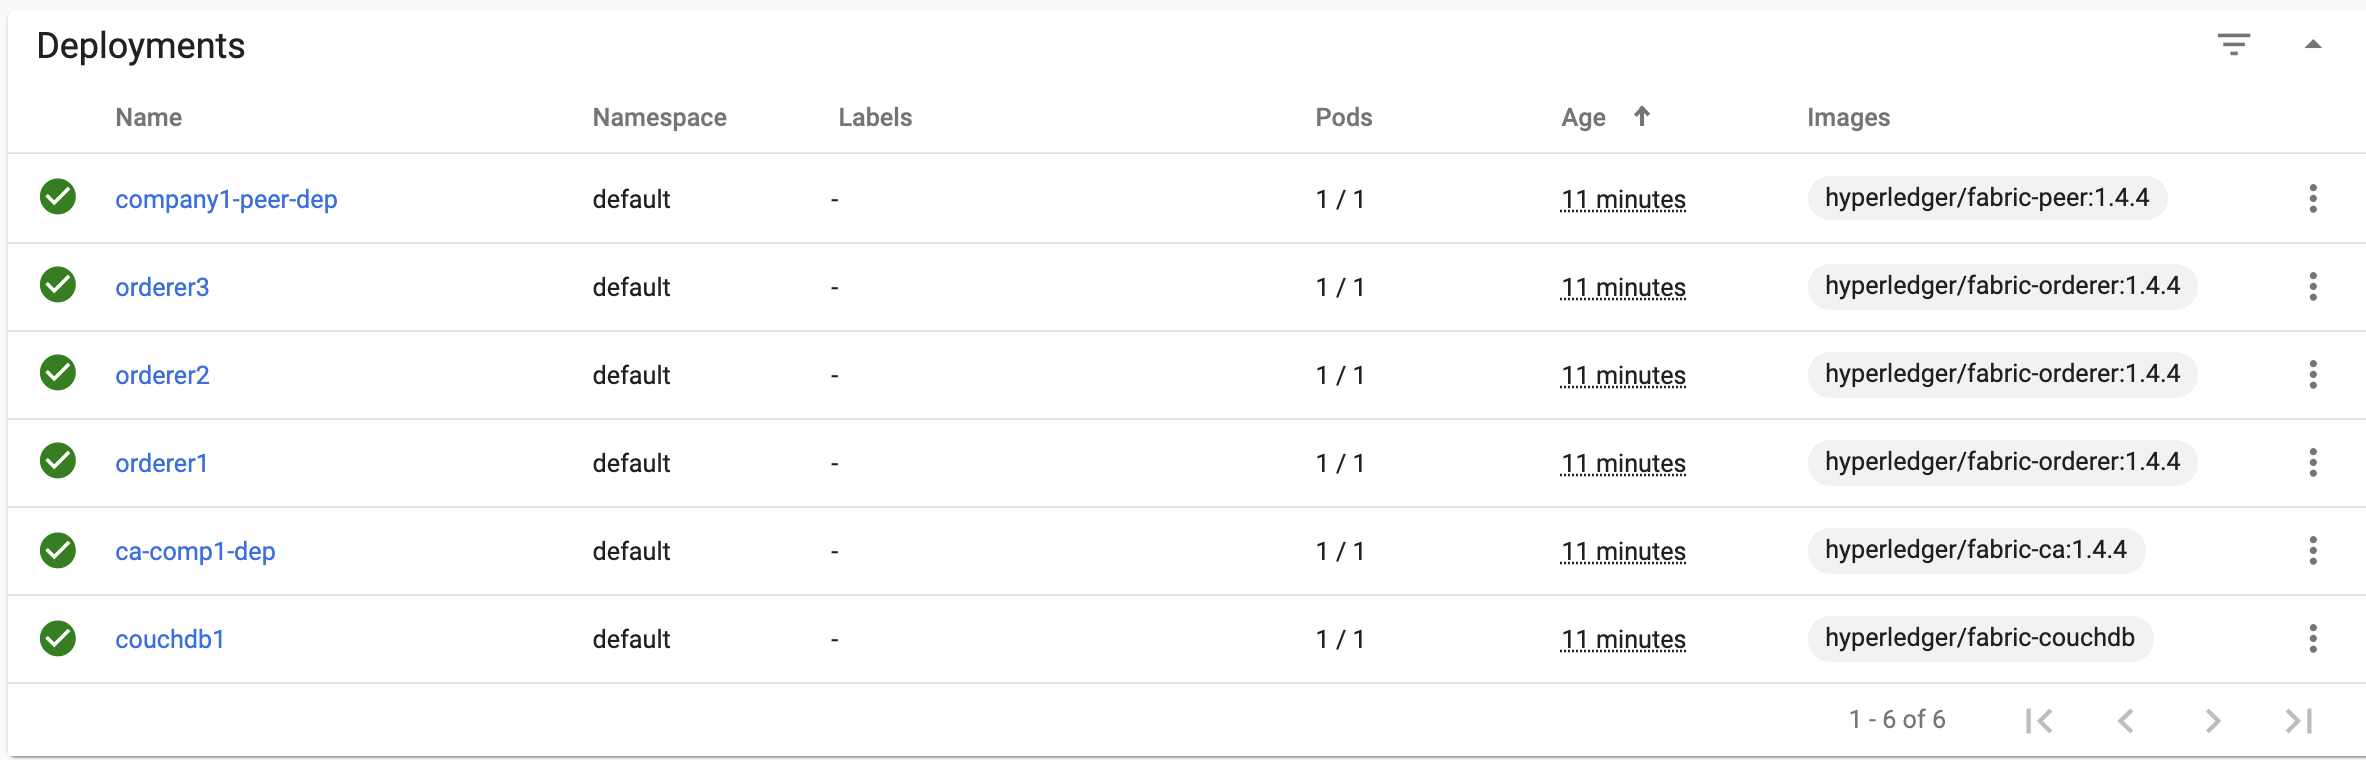 Deployments
Name Namespace Labels Pods Age Images
company1-peer-dep default - 1 / 1 11 minutes hyperledger/fabric-peer:1.4.4
orderer3 default - 1 / 1 11 minutes hyperledger/fabric-orderer:1.4.4
orderer2 default - 1 / 1 11 minutes hyperledger/fabric-orderer:1.4.4
orderer1 default - 1 / 1 11 minutes hyperledger/fabric-orderer:1.4.4
ca-comp1-dep default - 1 / 1 11 minutes hyperledger/fabric-ca:1.4.4
couchdb1 default - 1 / 1 11 minutes hyperledger/fabric-couchdb
1 - 6 of 6